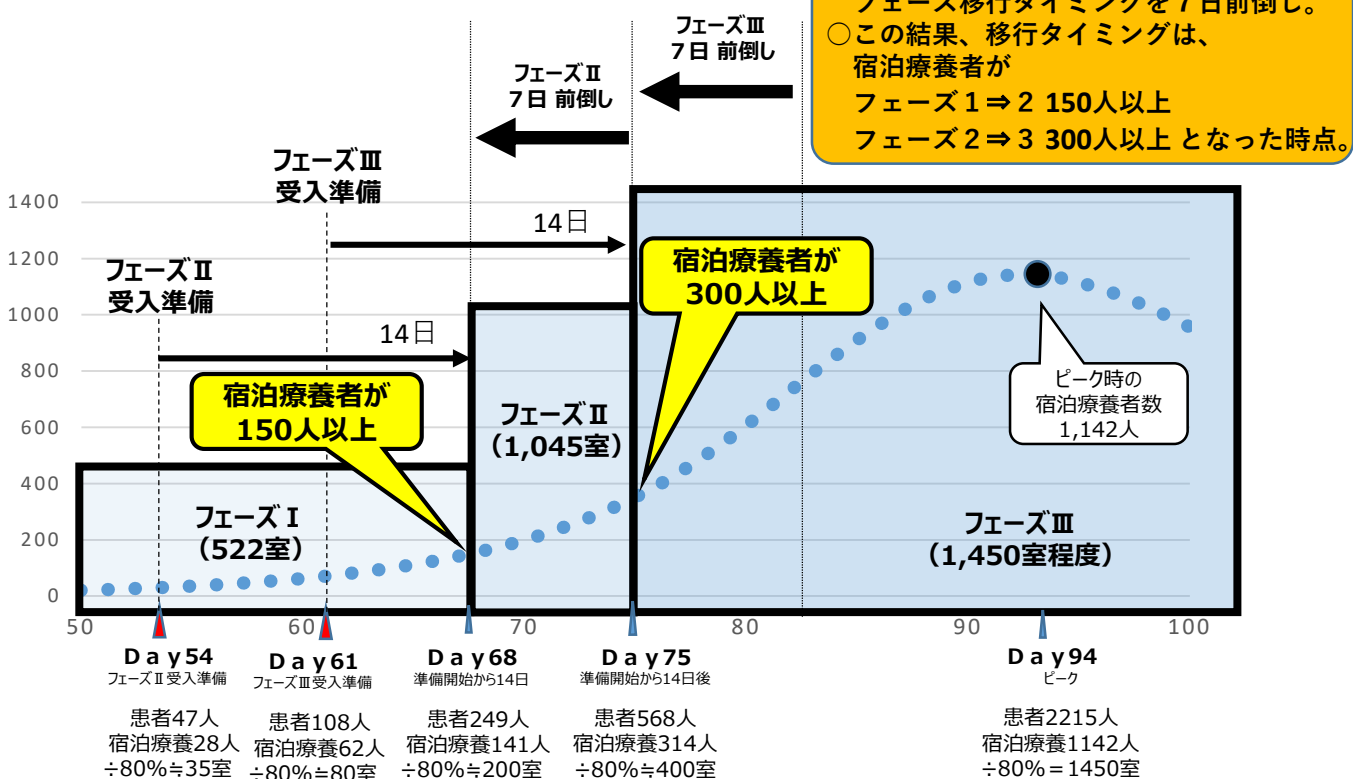 フェーズ移行タイミングを７日前倒し。
○この結果、移行タイミングは、
宿泊療養者が
フェーズ１⇒２ 150人以上
フェーズ２⇒３ 300人以上 となった時点。
フェーズⅢ
７日 前倒し
フェーズⅡ
７日 前倒し
フェーズⅢ
受入準備
フェーズⅡ
受入準備
14日
14日
宿泊療養者が
300人以上
宿泊療養者が
150人以上
ピーク時の
宿泊療養者数
1,142人
フェーズⅠ
（522室）
フェーズⅡ
（1,045室）
フェーズⅢ
（1,450室程度）
1400
1200
1000
800
600
400
200
0
50
60
70
80
90
100
Ｄａｙ54
フェーズⅡ受入準備
患者47人
宿泊療養28人
÷80%≒35室
Ｄａｙ61
フェーズⅢ受入準備
患者108人
宿泊療養62人
÷80%≒80室
Ｄａｙ68
準備開始から14日
患者249人
宿泊療養141人
÷80%≒200室
Ｄａｙ75
準備開始から14日後
患者568人
宿泊療養314人
÷80%≒400室
Ｄａｙ94
ピーク
患者2215人
宿泊療養1142人
÷80%＝1450室